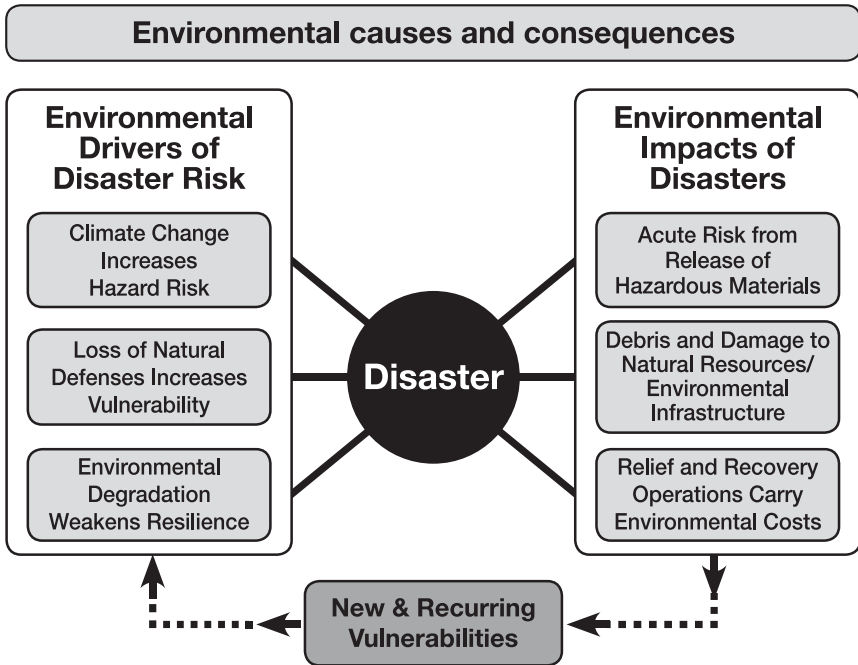 Environmental causes and consequences
Environmental
Drivers of
Disaster Risk
Climate Change
Increases
Hazard Risk
Loss of Natural
Defenses Increases
Vulnerability
Environmental
Degradation
Weakens Resilience
Disaster
Environmental
Impacts of
Disasters
Acute Risk from
Release of
Hazardous Materials
Debris and Damage to
Natural Resources/
Environmental
Infrastructure
Relief and Recovery
Operations Carry
Environmental Costs
New & Recurring
Vulnerabilities